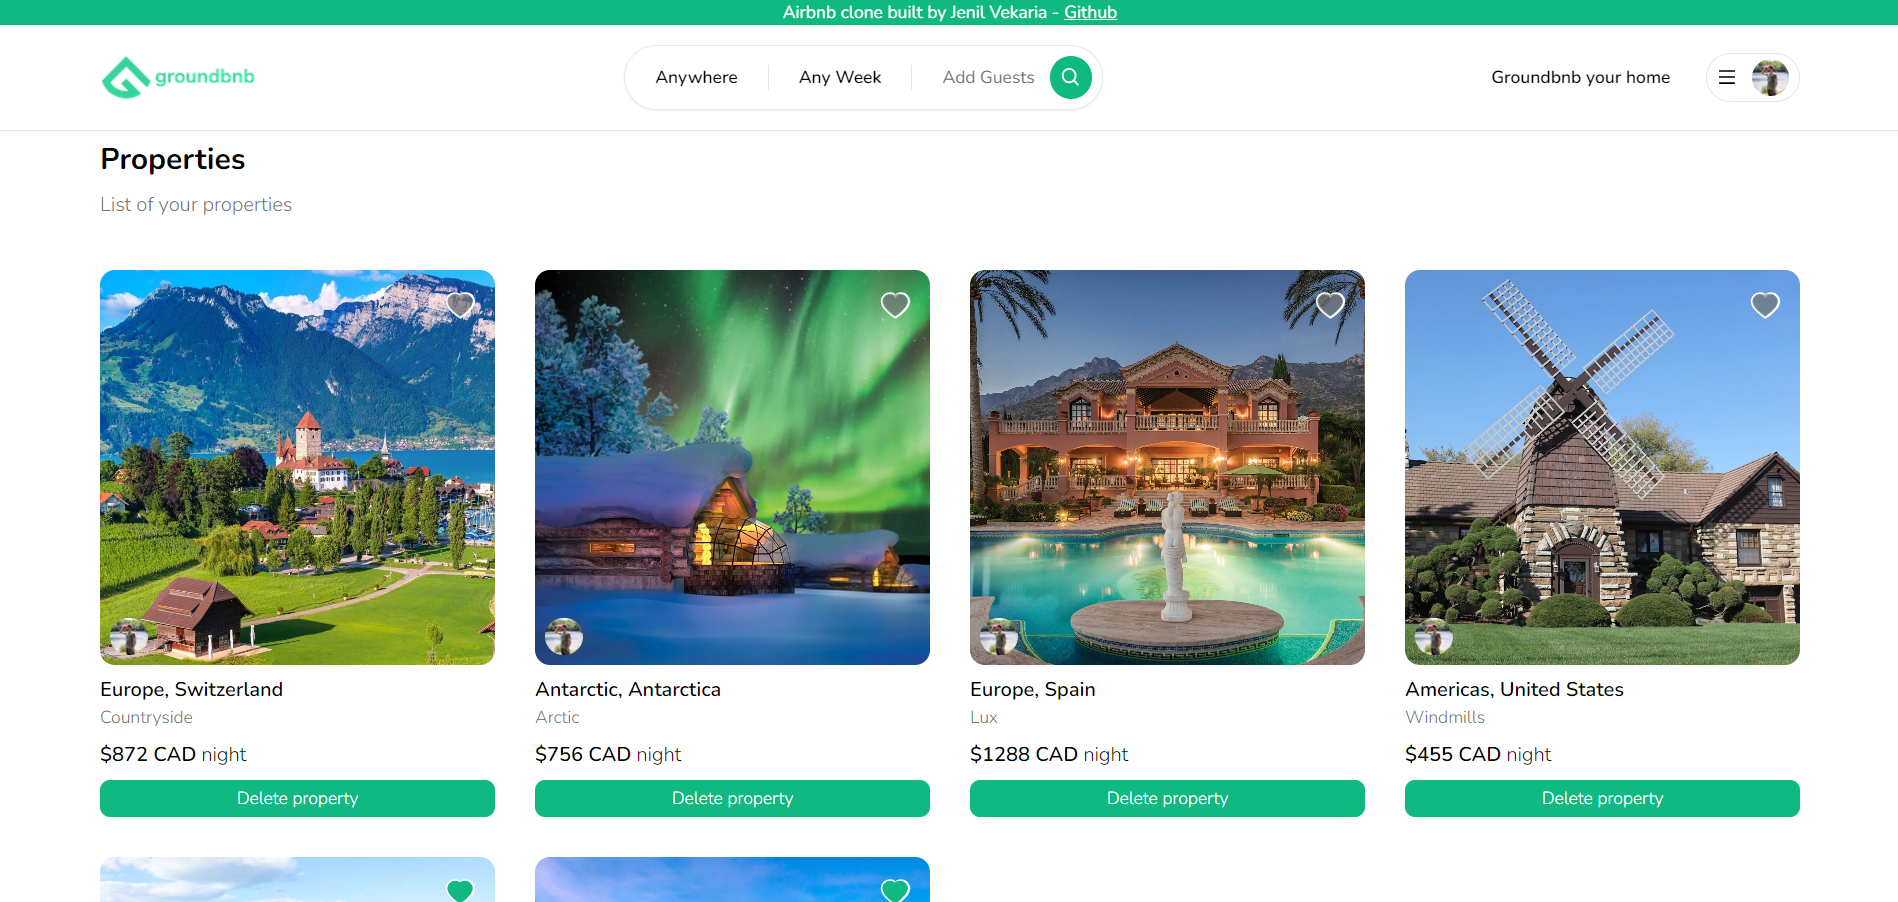 Airbnb clone built by Jenil Vekaria - Github
groundbnb
Anywhere
Any Week
Add Guests
Groundbnb your home
Properties
List of your properties
Europe, Switzerland
Countryside
$872 CAD night
Delete property
Antarctic, Antarctica
Arctic
$756 CAD night
Delete property
Europe, Spain
Lux
$1288 CAD night
Delete property
Americas, United States
Windmills
$455 CAD night
Delete property